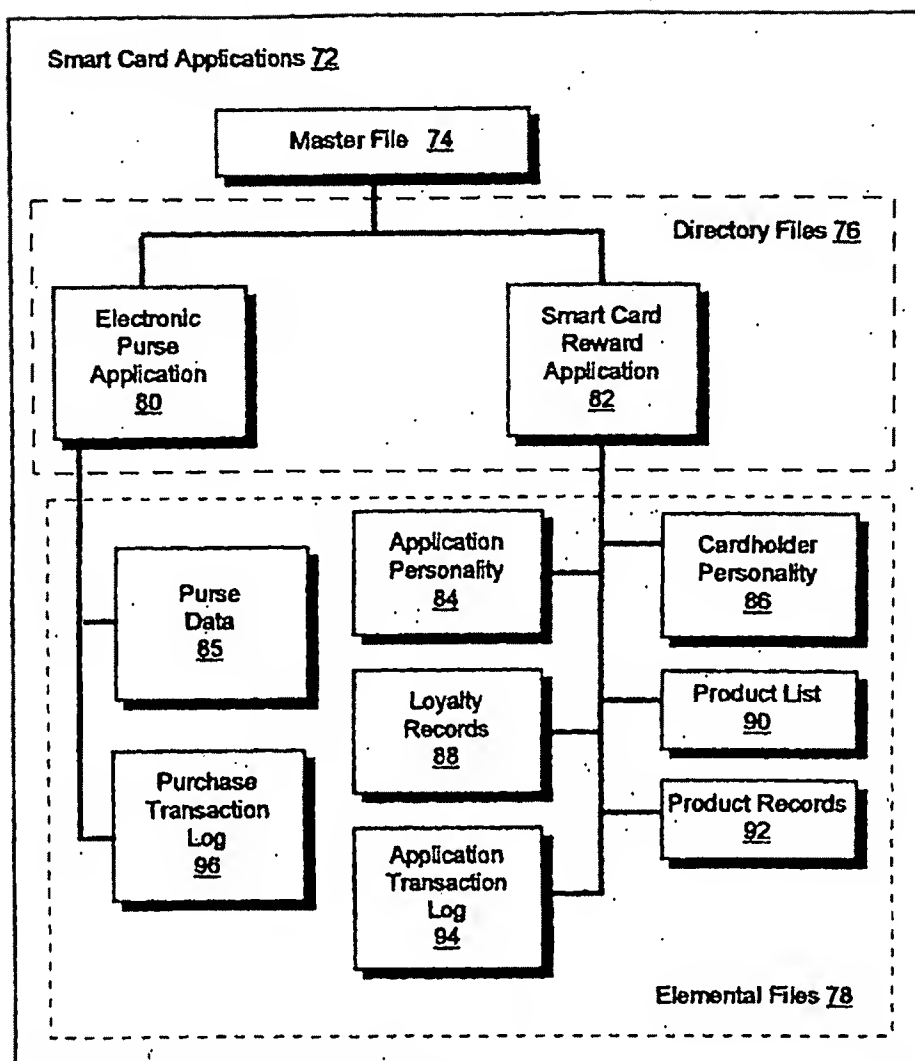 Smart Card Applications 72
Master File 74
Directory Files 76
Electronic
Purse
Application
80
Smart Card
Reward
Application
82
Purse
Data
85
Purchase
Transaction
Log
96
Application
Personality
84
Cardholder
Personality
86
Loyalty
Records
88
Product List
90
Product Records
92
Application
Transaction
Log
94
Elemental Files 78